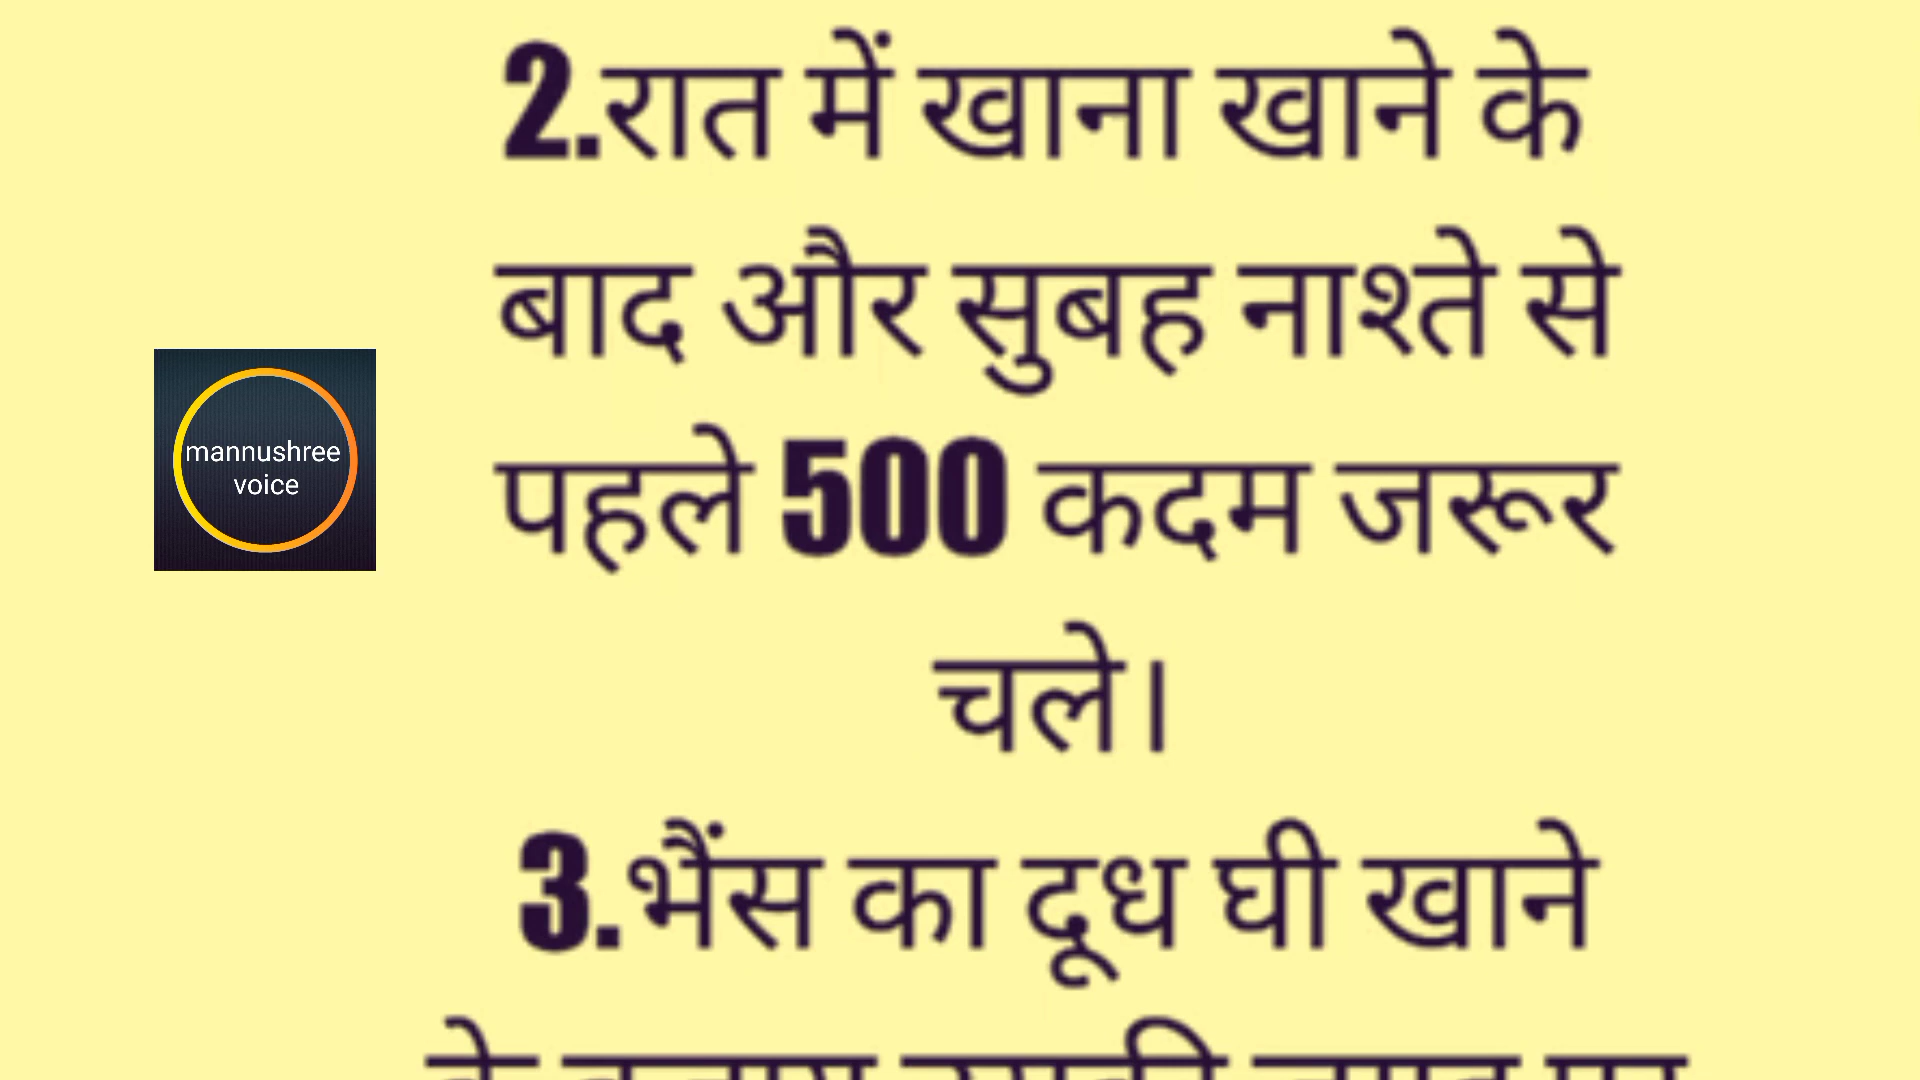 2.रात में खाना खाने के
बाद और सुबह नाश्ते से
पहले 500 कदम जरूर
चले।
3.भैंस का दूध घी खाने
mannushree
voice